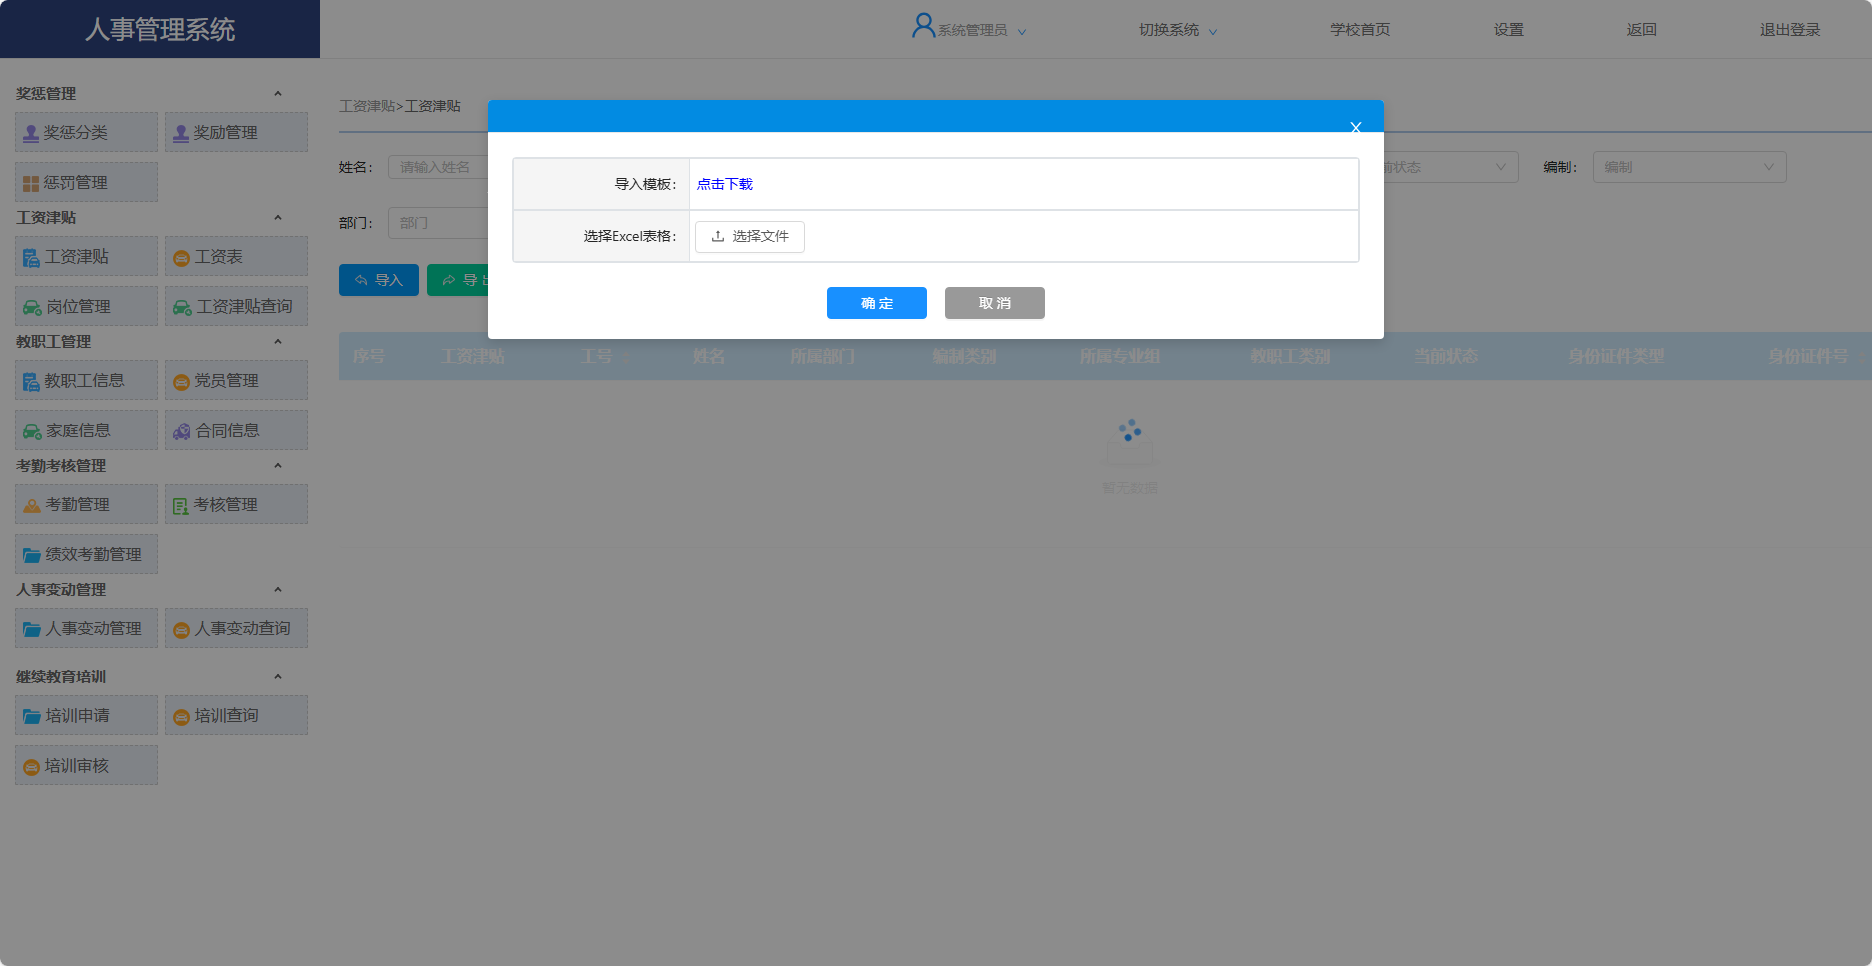 人事管理系统
系统管理员 切换系统 学校首页 设置 返回 退出登录
奖惩管理
奖惩分类 奖励管理
惩罚管理
工资津贴
工资津贴 工资表
岗位管理 工资津贴查询
教职工管理
教职工信息 党员管理
家庭信息 合同信息
考勤考核管理
考勤管理 考核管理
绩效考勤管理
人事变动管理
人事变动管理 人事变动查询
继续教育培训
培训申请 培训查询
培训审核
工资津贴>工资津贴
姓名: 请输入姓名 前状态 编制: 编制
部门: 部门
导入 导出
导入模板: 点击下载
选择Excel表格: 选择文件
确定 取消
序号 工资津贴 工号 姓名 所属部门 编制类别 所属专业组 教职工类别 当前状态 身份证件类型 身份证件号
暂无数据